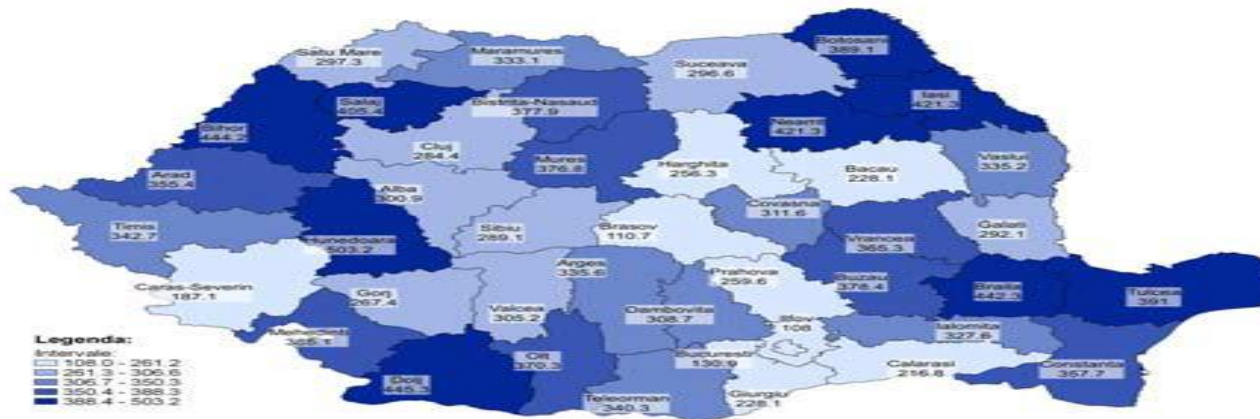 Satu Mare
297.3
Maramures
333.1
Suceava
296.6
Botosani
389.1
Iasi
421.3
Salaj
405.4
Bistrita-Nasaud
377.9
Neamt
421.3
Bihor
444.2
Cluj
284.4
Mures
376.8
Harghita
256.3
Bacau
228.1
Vaslui
335.2
Arad
355.4
Alba
300.9
Covasna
311.6
Timis
342.7
Hunedoara
503.2
Sibiu
289.1
Brasov
110.7
Vrancea
365.3
Galati
292.1
Caras-Severin
187.1
Gorj
267.4
Valcea
305.2
Arges
335.6
Dambovita
308.7
Prahova
259.6
Buzau
378.4
Braila
442.3
Tulcea
391
Mehedinti
Ilfov
108
Ialomita
327.6
Dolj
Olt
370.3
Bucuresti
130.9
Calarasi
216.8
Constanta
357.7
Teleorman
340.3
Giurgiu
228.1
Legenda:
Intervale:
108.0 - 261.2
261.3 - 306.6
306.7 - 350.3
350.4 - 388.3
388.4 - 503.2